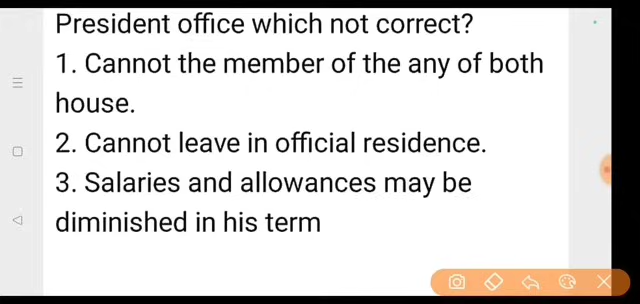 President office which not correct?
1. Cannot the member of the any of both
house.
2. Cannot leave in official residence.
3. Salaries and allowances may be
diminished in his term